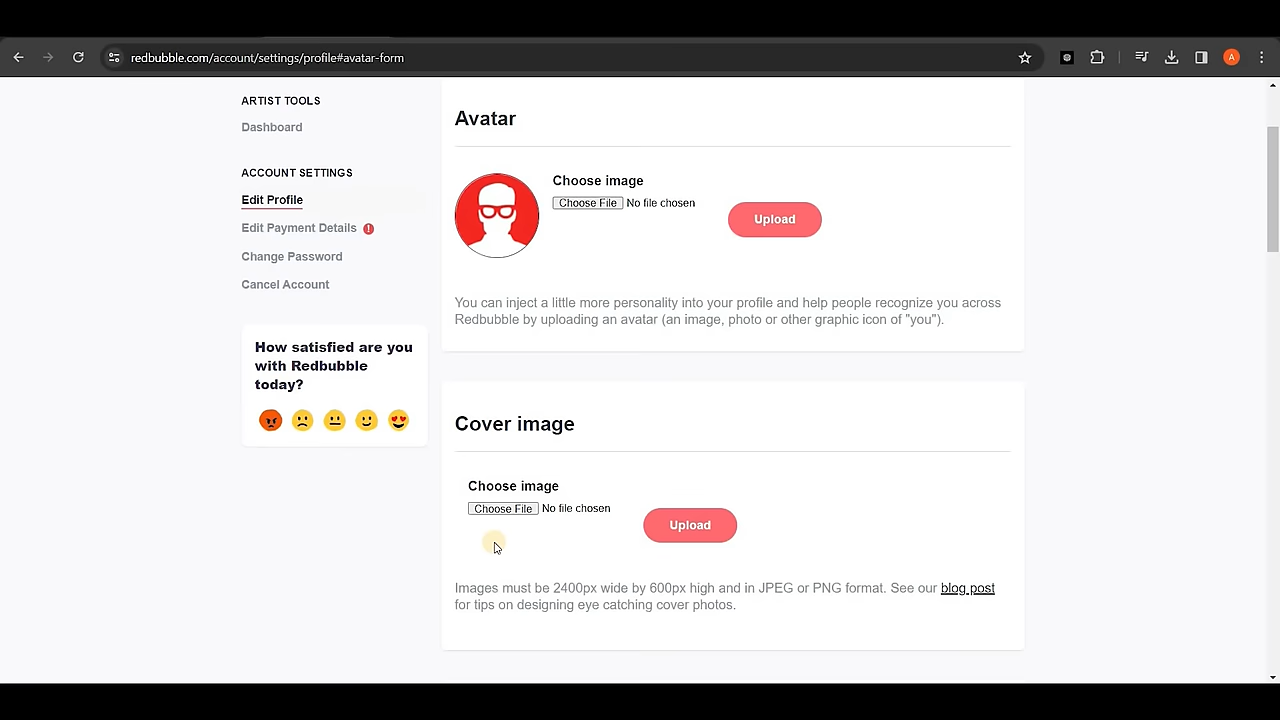 redbubble.com/account/settings/profile#avatar-form
A
ARTIST TOOLS
Dashboard
ACCOUNT SETTINGS
Edit Profile
Edit Payment Details !
Change Password
Cancel Account
How satisfied are you
with Redbubble
today?
Avatar
Choose image
Choose File No file chosen
Upload
You can inject a little more personality into your profile and help people recognize you across
Redbubble by uploading an avatar (an image, photo or other graphic icon of "you").
Cover image
Choose image
Choose File No file chosen
Upload
Images must be 2400px wide by 600px high and in JPEG or PNG format. See our blog post
for tips on designing eye catching cover photos.